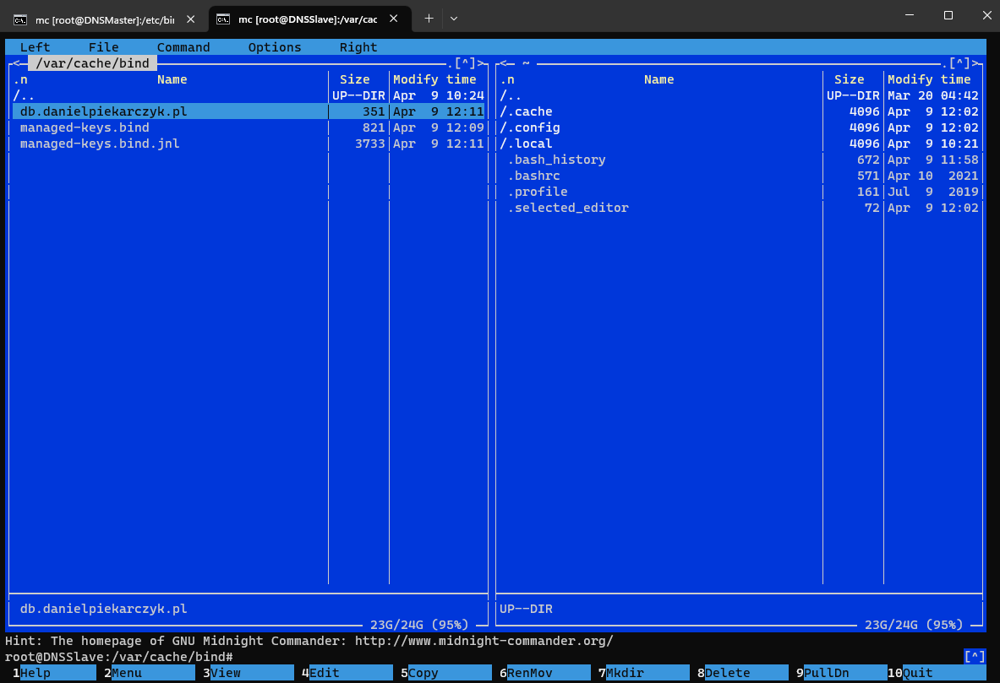 mc [root@DNSMaster]:/etc/bin mc [root@DNSSlave]:/var/cac
Left File Command Options Right
<─ /var/cache/bind ─.[^]>
.n Name Size Modify time
/.. UP--DIR Apr 9 10:24
db.danielpiekarczyk.pl 351 Apr 9 12:11
managed-keys.bind 821 Apr 9 12:09
managed-keys.bind.jnl 3733 Apr 9 12:11
db.danielpiekarczyk.pl
23G/24G (95%)
<─ ~ ─.[^]>
.n Name Size Modify time
/.. UP--DIR Mar 20 04:42
/.cache 4096 Apr 9 12:02
/.config 4096 Apr 9 12:02
/.local 4096 Apr 9 10:21
.bash_history 672 Apr 9 11:58
.bashrc 571 Apr 10 2021
.profile 161 Jul 9 2019
.selected_editor 72 Apr 9 12:02
UP--DIR
23G/24G (95%)
Hint: The homepage of GNU Midnight Commander: http://www.midnight-commander.org/
root@DNSSlave:/var/cache/bind# [^]
1Help 2Menu 3View 4Edit 5Copy 6RenMov 7Mkdir 8Delete 9PullDn 10Quit